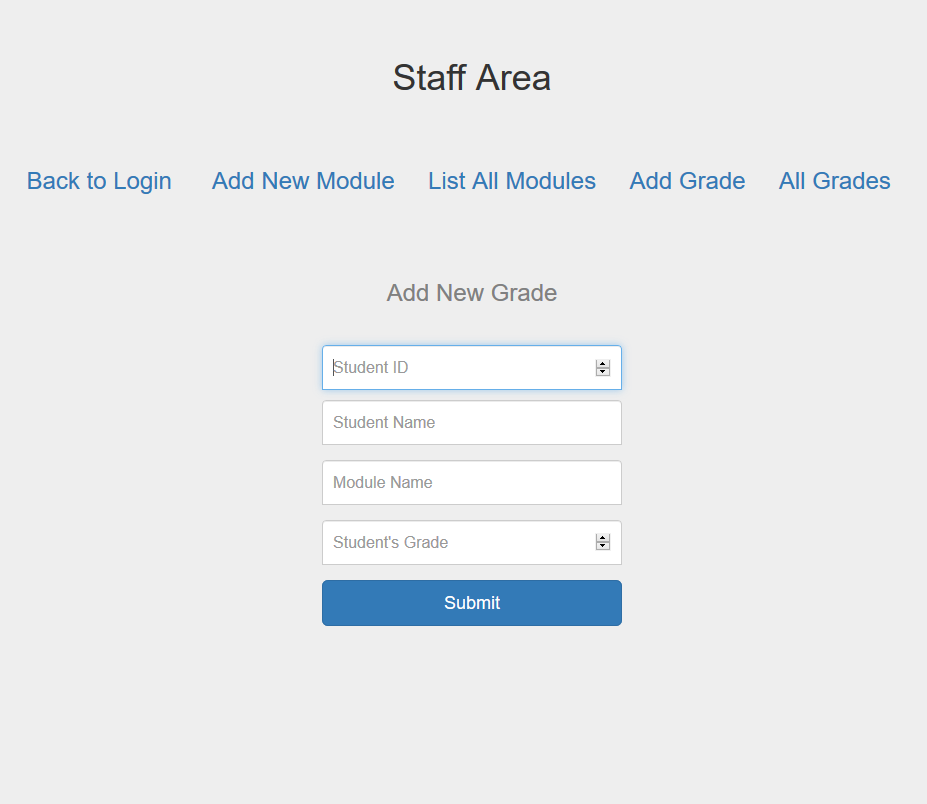 Staff Area
Back to Login Add New Module List All Modules Add Grade All Grades
Add New Grade
Student ID
Student Name
Module Name
Student's Grade
Submit